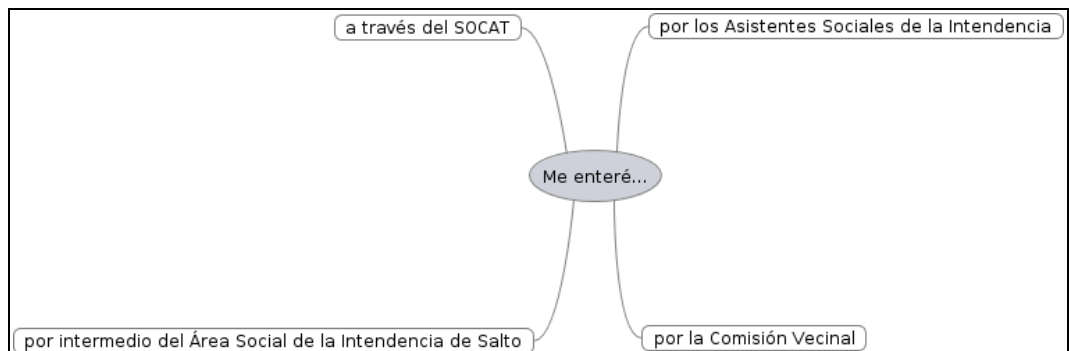 a través del SOCAT
por los Asistentes Sociales de la Intendencia
Me enteré...
por intermedio del Área Social de la Intendencia de Salto
por la Comisión Vecinal